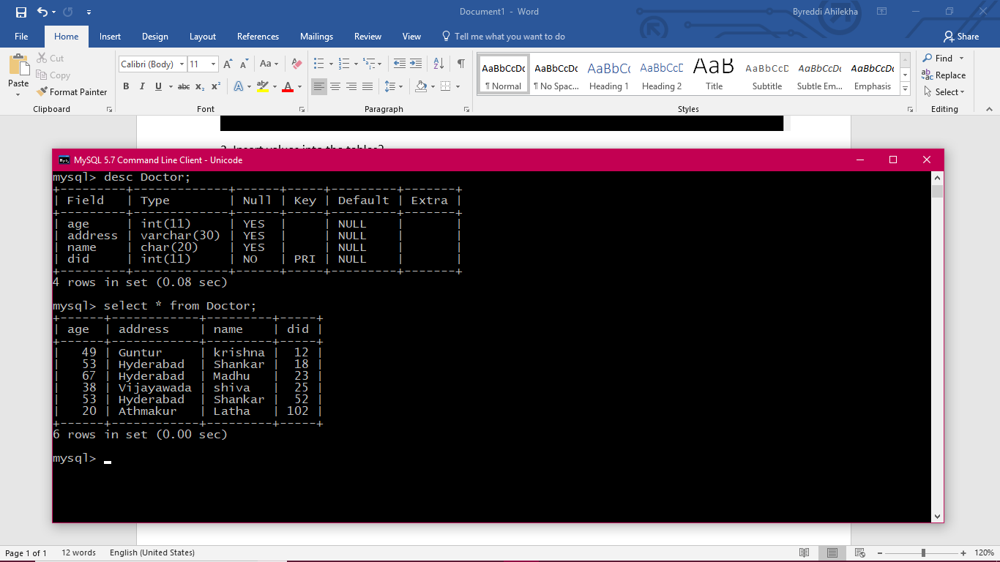 Document1 - Word
Byreddi Ahilekha
File Home Insert Design Layout References Mailings Review View Tell me what you want to do Share
Paste
Cut
Copy
Format Painter
Clipboard
Calibri (Body) 11
Font
Paragraph
AaBbCcDc AaBbCcDc AaBbCc AaBbCcD AaB AaBbCcD AaBbCcDc AaBbCcDc
¶ Normal ¶ No Spac... Heading 1 Heading 2 Title Subtitle Subtle Em... Emphasis
Styles
Find
Replace
Select
Editing
2. Insert values into the tables?
MySQL 5.7 Command Line Client - Unicode
mysql> desc Doctor;
+---------+-------------+------+-----+---------+-------+
| Field   | Type        | Null | Key | Default | Extra |
+---------+-------------+------+-----+---------+-------+
| age     | int(11)     | YES  |     | NULL    |       |
| address | varchar(30) | YES  |     | NULL    |       |
| name    | char(20)    | YES  |     | NULL    |       |
| did     | int(11)     | NO   | PRI | NULL    |       |
+---------+-------------+------+-----+---------+-------+
4 rows in set (0.08 sec)
mysql> select * from Doctor;
+------+------------+---------+-----+
| age  | address    | name    | did |
+------+------------+---------+-----+
|   49 | Guntur     | krishna |  12 |
|   53 | Hyderabad  | Shankar |  18 |
|   67 | Hyderabad  | Madhu   |  23 |
|   38 | Vijayawada | shiva   |  25 |
|   53 | Hyderabad  | Shankar |  52 |
|   20 | Athmakur   | Latha   | 102 |
+------+------------+---------+-----+
6 rows in set (0.00 sec)
mysql>
Page 1 of 1 12 words English (United States) 120%